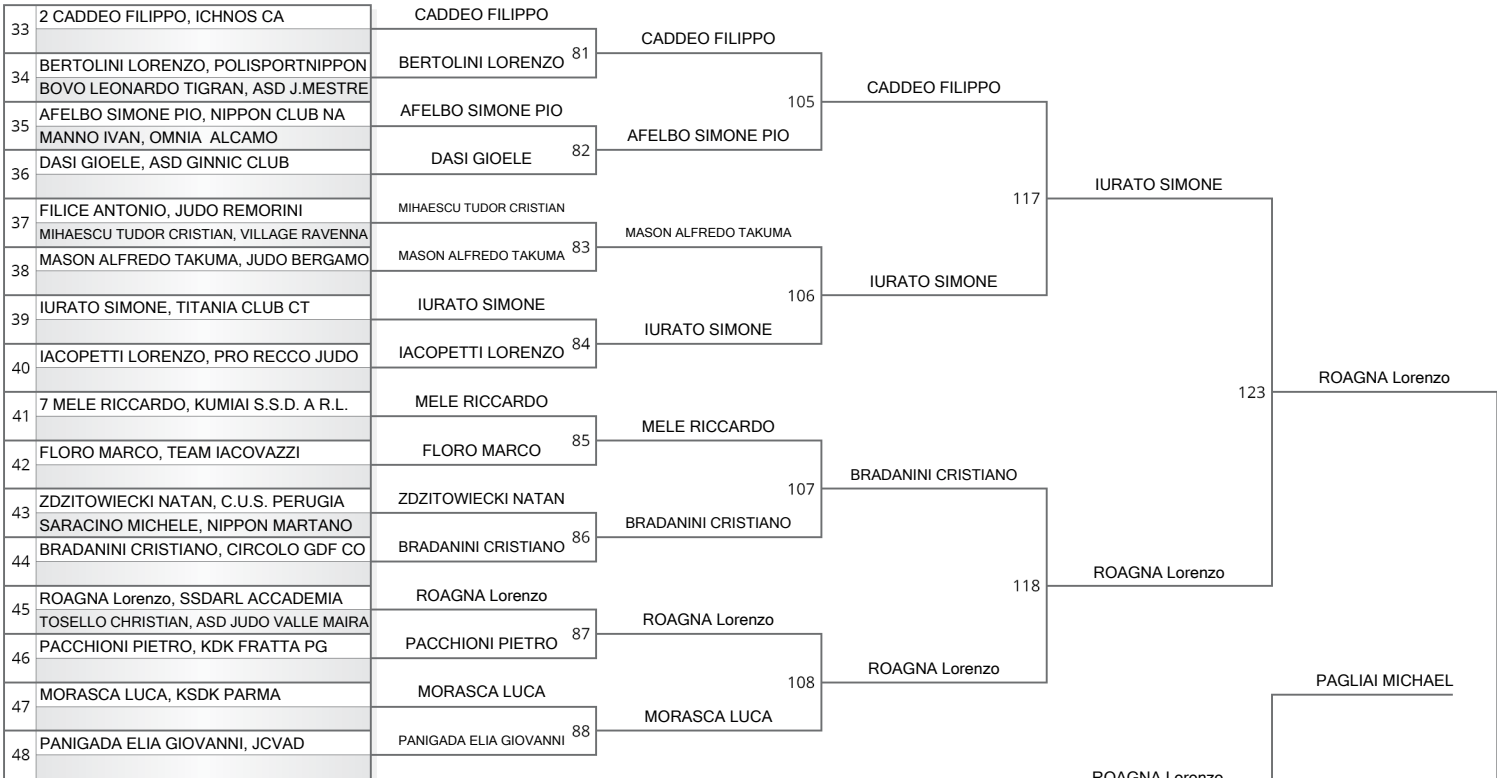 33 2 CADDEO FILIPPO, ICHNOS CA
34 BERTOLINI LORENZO, POLISPORTNIPPON
BOVO LEONARDO TIGRAN, ASD J.MESTRE
35 AFELBO SIMONE PIO, NIPPON CLUB NA
MANNO IVAN, OMNIA ALCAMO
36 DASI GIOELE, ASD GINNIC CLUB
37 FILICE ANTONIO, JUDO REMORINI
MIHAESCU TUDOR CRISTIAN, VILLAGE RAVENNA
38 MASON ALFREDO TAKUMA, JUDO BERGAMO
39 IURATO SIMONE, TITANIA CLUB CT
40 IACOPETTI LORENZO, PRO RECCO JUDO
41 7 MELE RICCARDO, KUMIAI S.S.D. A R.L.
42 FLORO MARCO, TEAM IACOVAZZI
43 ZDZITOWIECKI NATAN, C.U.S. PERUGIA
SARACINO MICHELE, NIPPON MARTANO
44 BRADANINI CRISTIANO, CIRCOLO GDF CO
45 ROAGNA Lorenzo, SSDARL ACCADEMIA
TOSELLO CHRISTIAN, ASD JUDO VALLE MAIRA
46 PACCHIONI PIETRO, KDK FRATTA PG
47 MORASCA LUCA, KSDK PARMA
48 PANIGADA ELIA GIOVANNI, JCVAD
CADDEO FILIPPO
81
BERTOLINI LORENZO
AFELBO SIMONE PIO
82
DASI GIOELE
MIHAESCU TUDOR CRISTIAN
83
MASON ALFREDO TAKUMA
IURATO SIMONE
84
IACOPETTI LORENZO
MELE RICCARDO
85
FLORO MARCO
ZDZITOWIECKI NATAN
86
BRADANINI CRISTIANO
ROAGNA Lorenzo
87
PACCHIONI PIETRO
MORASCA LUCA
88
PANIGADA ELIA GIOVANNI
CADDEO FILIPPO
105
AFELBO SIMONE PIO
MASON ALFREDO TAKUMA
106
IURATO SIMONE
MELE RICCARDO
107
BRADANINI CRISTIANO
ROAGNA Lorenzo
108
MORASCA LUCA
CADDEO FILIPPO
117
IURATO SIMONE
BRADANINI CRISTIANO
118
ROAGNA Lorenzo
IURATO SIMONE
123
ROAGNA Lorenzo
ROAGNA Lorenzo
PAGLIAI MICHAEL
ROAGNA Lorenzo